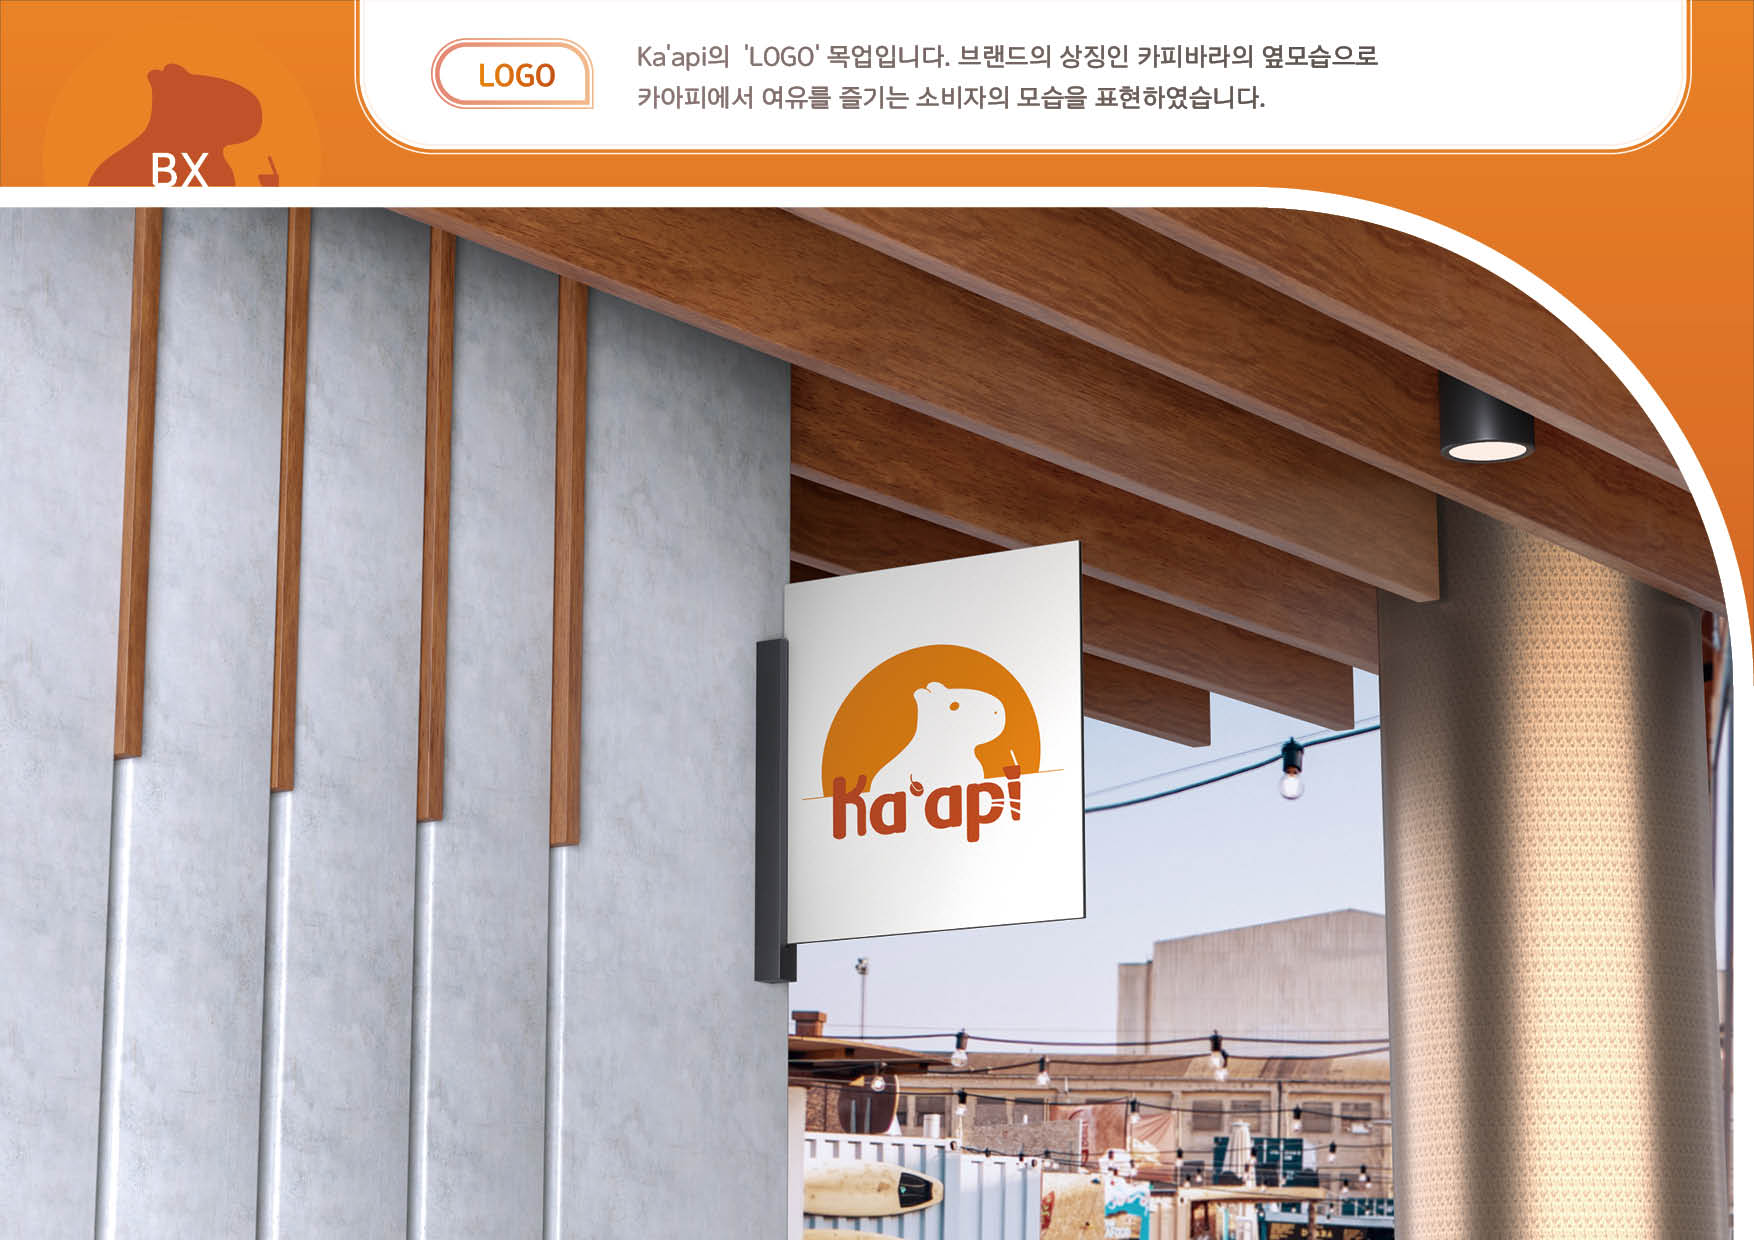 LOGO
Ka'api의 'LOGO' 목업입니다. 브랜드의 상징인 카피바라의 옆모습으로
카아피에서 여유를 즐기는 소비자의 모습을 표현하였습니다.
BX
Ka'api